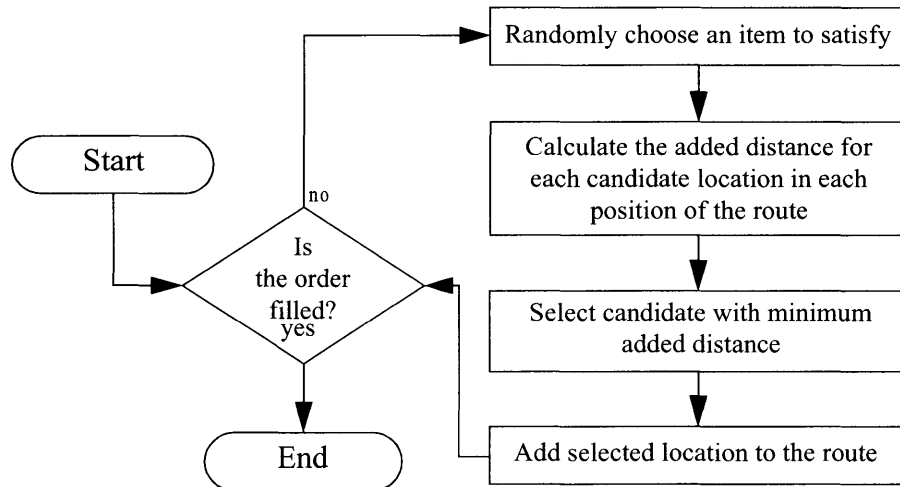 Start
Is
the order
filled?
yes
no
End
Randomly choose an item to satisfy
Calculate the added distance for
each candidate location in each
position of the route
Select candidate with minimum
added distance
Add selected location to the route